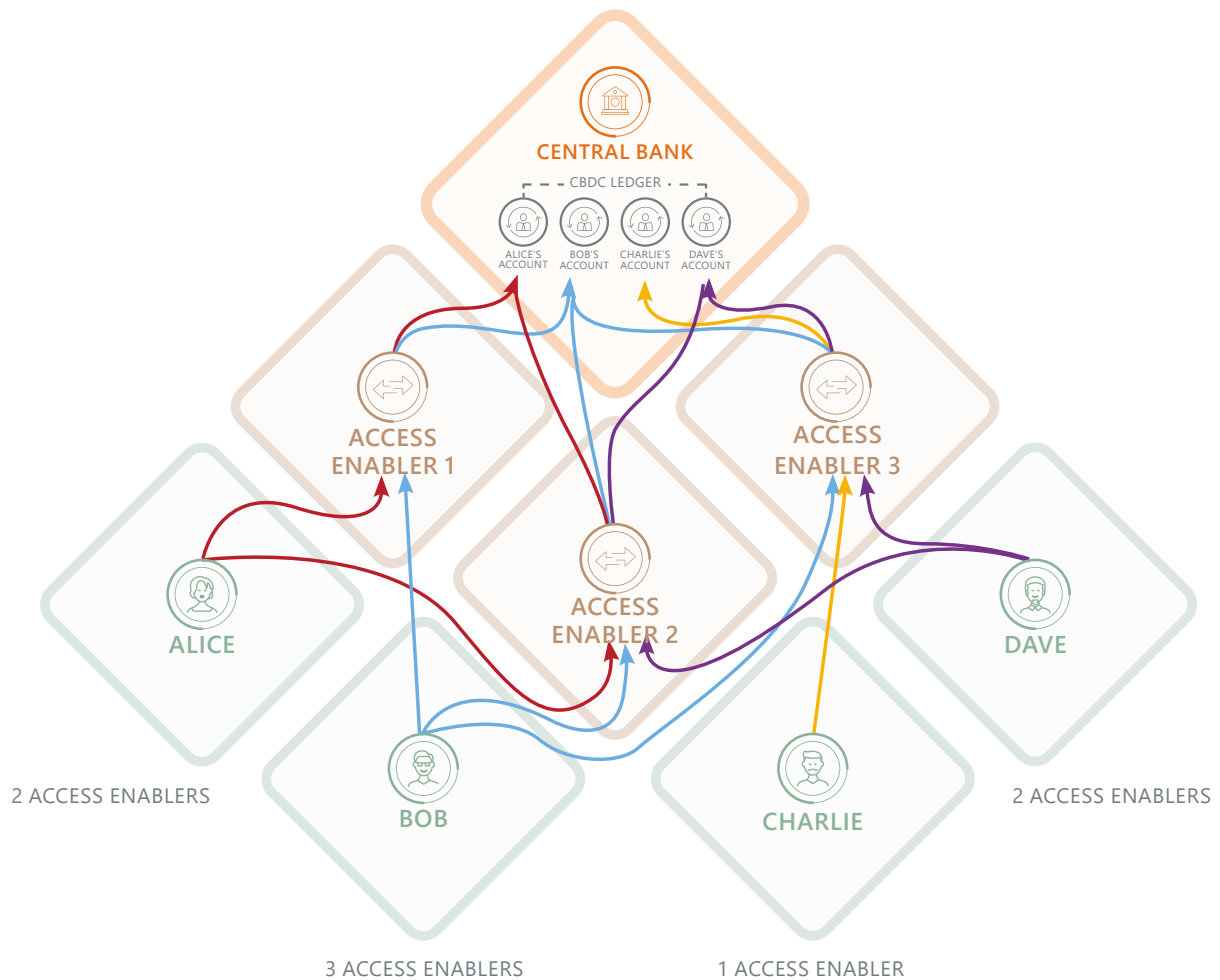 CENTRAL BANK
CBDC LEDGER
ALICE'S
ACCOUNT
BOB'S
ACCOUNT
CHARLIE'S
ACCOUNT
DAVE'S
ACCOUNT
ACCESS
ENABLER 1
ACCESS
ENABLER 3
ACCESS
ENABLER 2
ALICE
DAVE
BOB
CHARLIE
2 ACCESS ENABLERS
2 ACCESS ENABLERS
3 ACCESS ENABLERS
1 ACCESS ENABLER